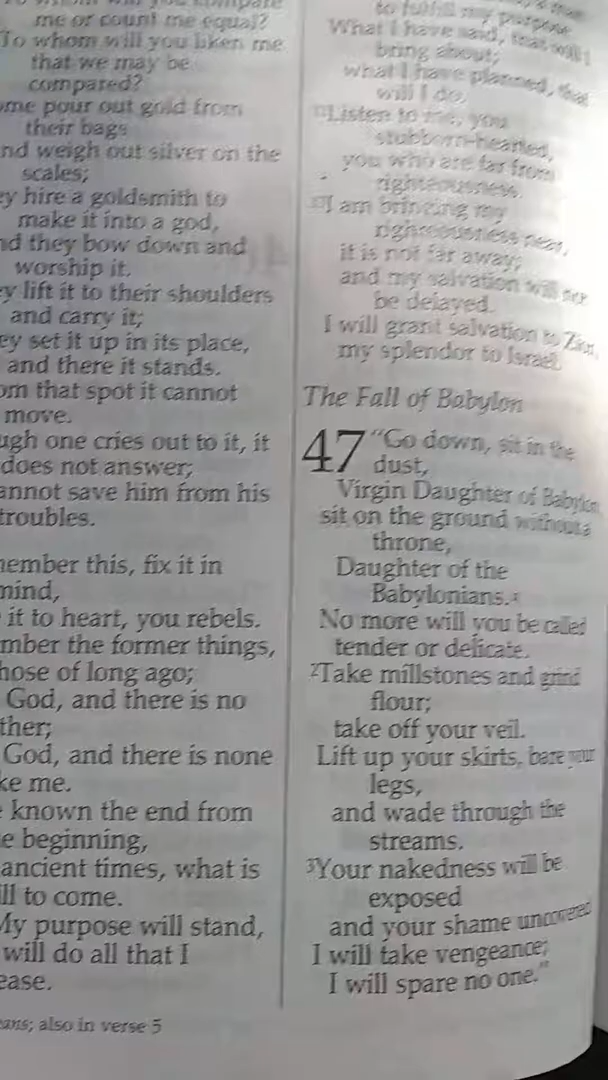 me or count me equal?
To whom will you liken me
that we may be
compared?
me pour out gold from
their bags
nd weigh out silver on the
scales;
ey hire a goldsmith to
make it into a god,
nd they bow down and
worship it.
ey lift it to their shoulders
and carry it;
ey set it up in its place,
and there it stands.
om that spot it cannot
move.
ugh one cries out to it, it
does not answer;
annot save him from his
troubles.
ember this, fix it in
mind,
it to heart, you rebels.
mber the former things,
hose of long ago;
God, and there is no
ther;
God, and there is none
ke me.
known the end from
e beginning,
ancient times, what is
ill to come.
My purpose will stand,
will do all that I
ease.
ans; also in verse 5
to fulfill my purpose
What I have said, that will I
bring about;
what I have planned, that
will I do.
Listen to me, you
stubborn-hearted,
you who are far from
righteousness.
I am bringing my
righteousness near,
it is not far away;
and my salvation will not
be delayed.
I will grant salvation to Zion,
my splendor to Israel.
The Fall of Babylon
47 "Go down, sit in the
dust,
Virgin Daughter of Babylon
sit on the ground without a
throne,
Daughter of the
Babylonians.
No more will you be called
tender or delicate.
2Take millstones and grind
flour;
take off your veil.
Lift up your skirts, bare your
legs,
and wade through the
streams.
3Your nakedness will be
exposed
and your shame uncovered
I will take vengeance;
I will spare no one."